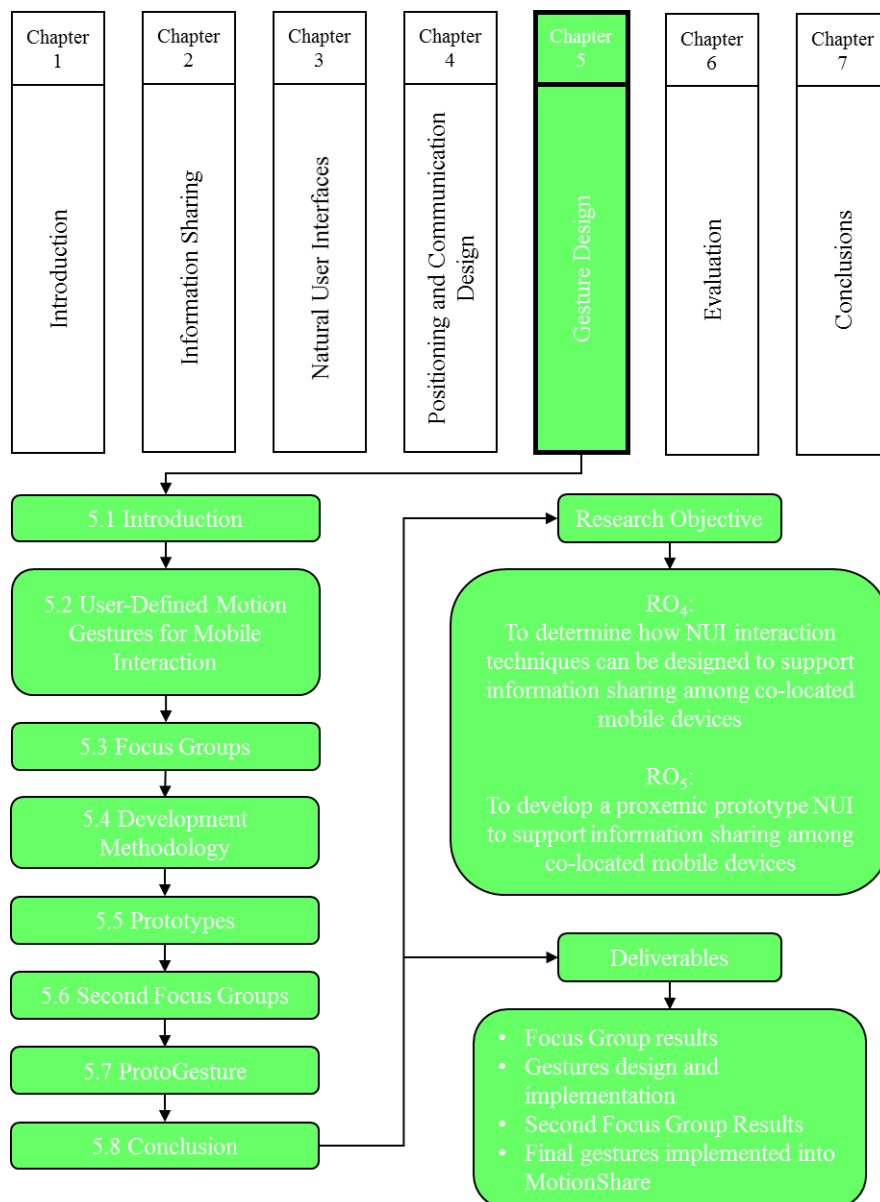 Chapter
1
Chapter
2
Chapter
3
Chapter
4
Chapter
5
Chapter
6
Chapter
7
Introduction
Information Sharing
Natural User Interfaces
Positioning and Communication
Design
Gesture Design
Evaluation
Conclusions
5.1 Introduction
5.2 User-Defined Motion
Gestures for Mobile
Interaction
5.3 Focus Groups
5.4 Development
Methodology
5.5 Prototypes
5.6 Second Focus Groups
5.7 ProtoGesture
5.8 Conclusion
Research Objective
RO₄:
To determine how NUI interaction
techniques can be designed to support
information sharing among co-located
mobile devices
RO₅:
To develop a proxemic prototype NUI
to support information sharing among
co-located mobile devices
Deliverables
• Focus Group results
• Gestures design and
implementation
• Second Focus Group Results
• Final gestures implemented into
MotionShare